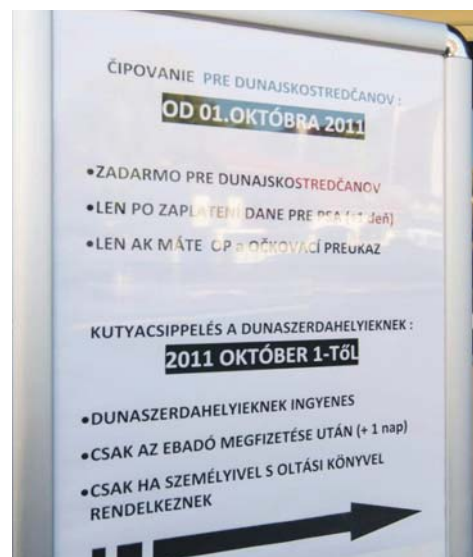 ČIPOVANIE PRE DUNAJSKOSTREDČANOV :
OD 01.OKTÓBRA 2011
•ZADARMO PRE DUNAJSKOSTREDČANOV
•LEN PO ZAPLATENÍ DANE PRE PSA (+1 deň)
•LEN AK MÁTE OP a OČKOVACÍ PREUKAZ
KUTYACSIPPELÉS A DUNASZERDAHELYIEKNEK :
2011 OKTÓBER 1-TőL
•DUNASZERDAHELYIEKNEK INGYENES
•CSAK AZ EBADÓ MEGFIZETÉSE UTÁN (+ 1 nap)
•CSAK HA SZEMÉLYIVEL S OLTÁSI KÖNYVEL
RENDELKEZNEK